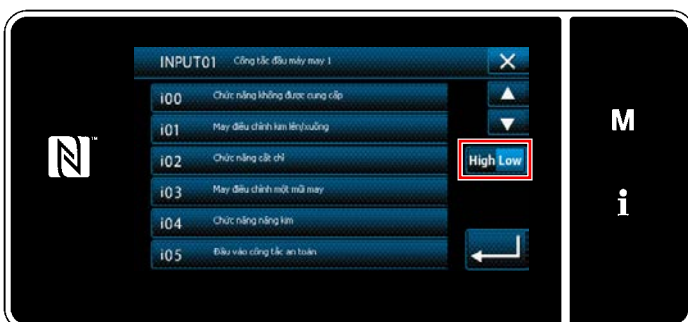 INPUT01 Công tắc đầu máy may 1
i00 Chức năng không được cung cấp
i01 May điều chỉnh kim lên/xuống
i02 Chức năng cắt chỉ
High Low
i03 May điều chỉnh một mũi may
i04 Chức năng nâng kim
i05 Đầu vào công tắc an toàn
M
i